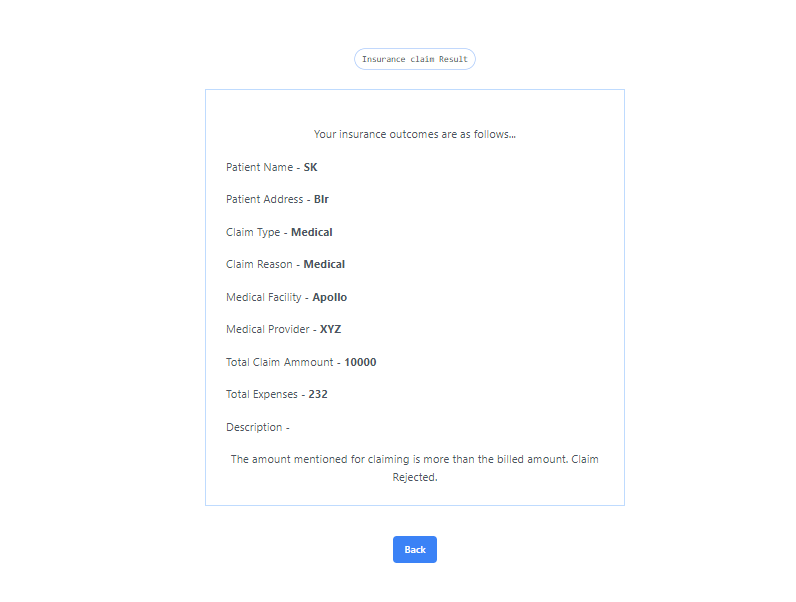 Insurance claim Result
Your insurance outcomes are as follows...
Patient Name - SK
Patient Address - Blr
Claim Type - Medical
Claim Reason - Medical
Medical Facility - Apollo
Medical Provider - XYZ
Total Claim Ammount - 10000
Total Expenses - 232
Description -
The amount mentioned for claiming is more than the billed amount. Claim
Rejected.
Back